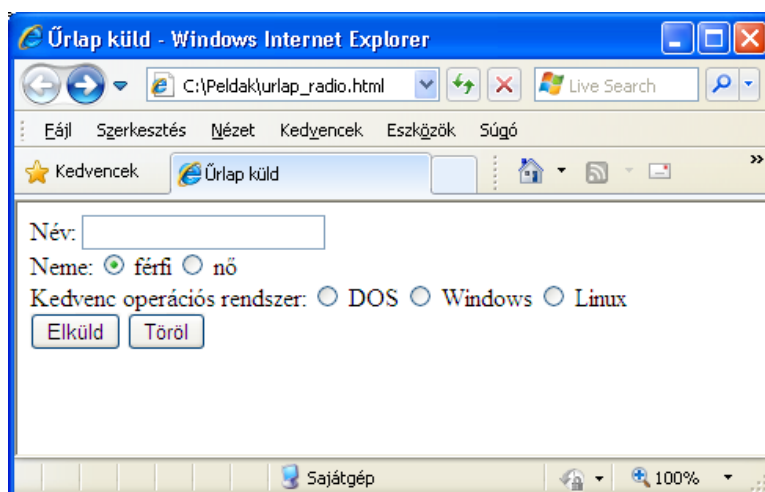 Űrlap küld - Windows Internet Explorer
C:\Peldak\urlap_radio.html
Live Search
Fájl Szerkesztés Nézet Kedvencek Eszközök Súgó
Kedvencek
Űrlap küld
»
Név:
Neme: férfi nő
Kedvenc operációs rendszer: DOS Windows Linux
Elküld Töröl
Sajátgép
100%